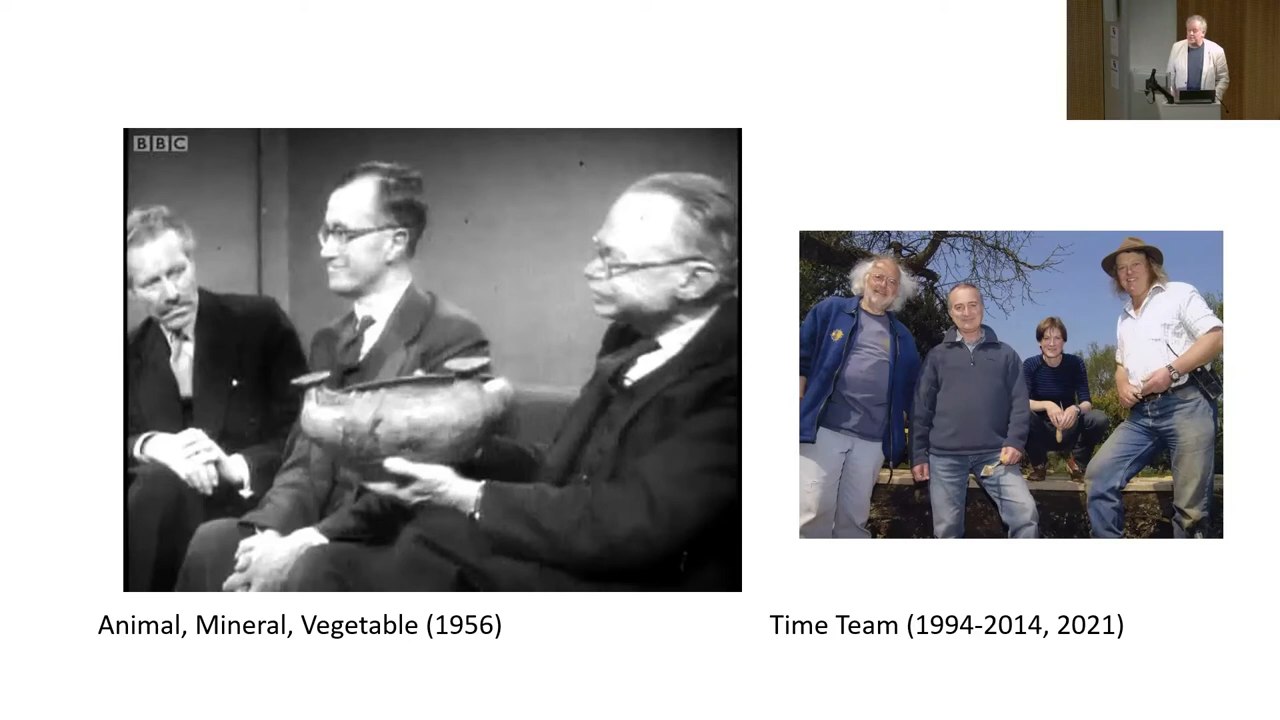 BBC
Animal, Mineral, Vegetable (1956)
Time Team (1994-2014, 2021)